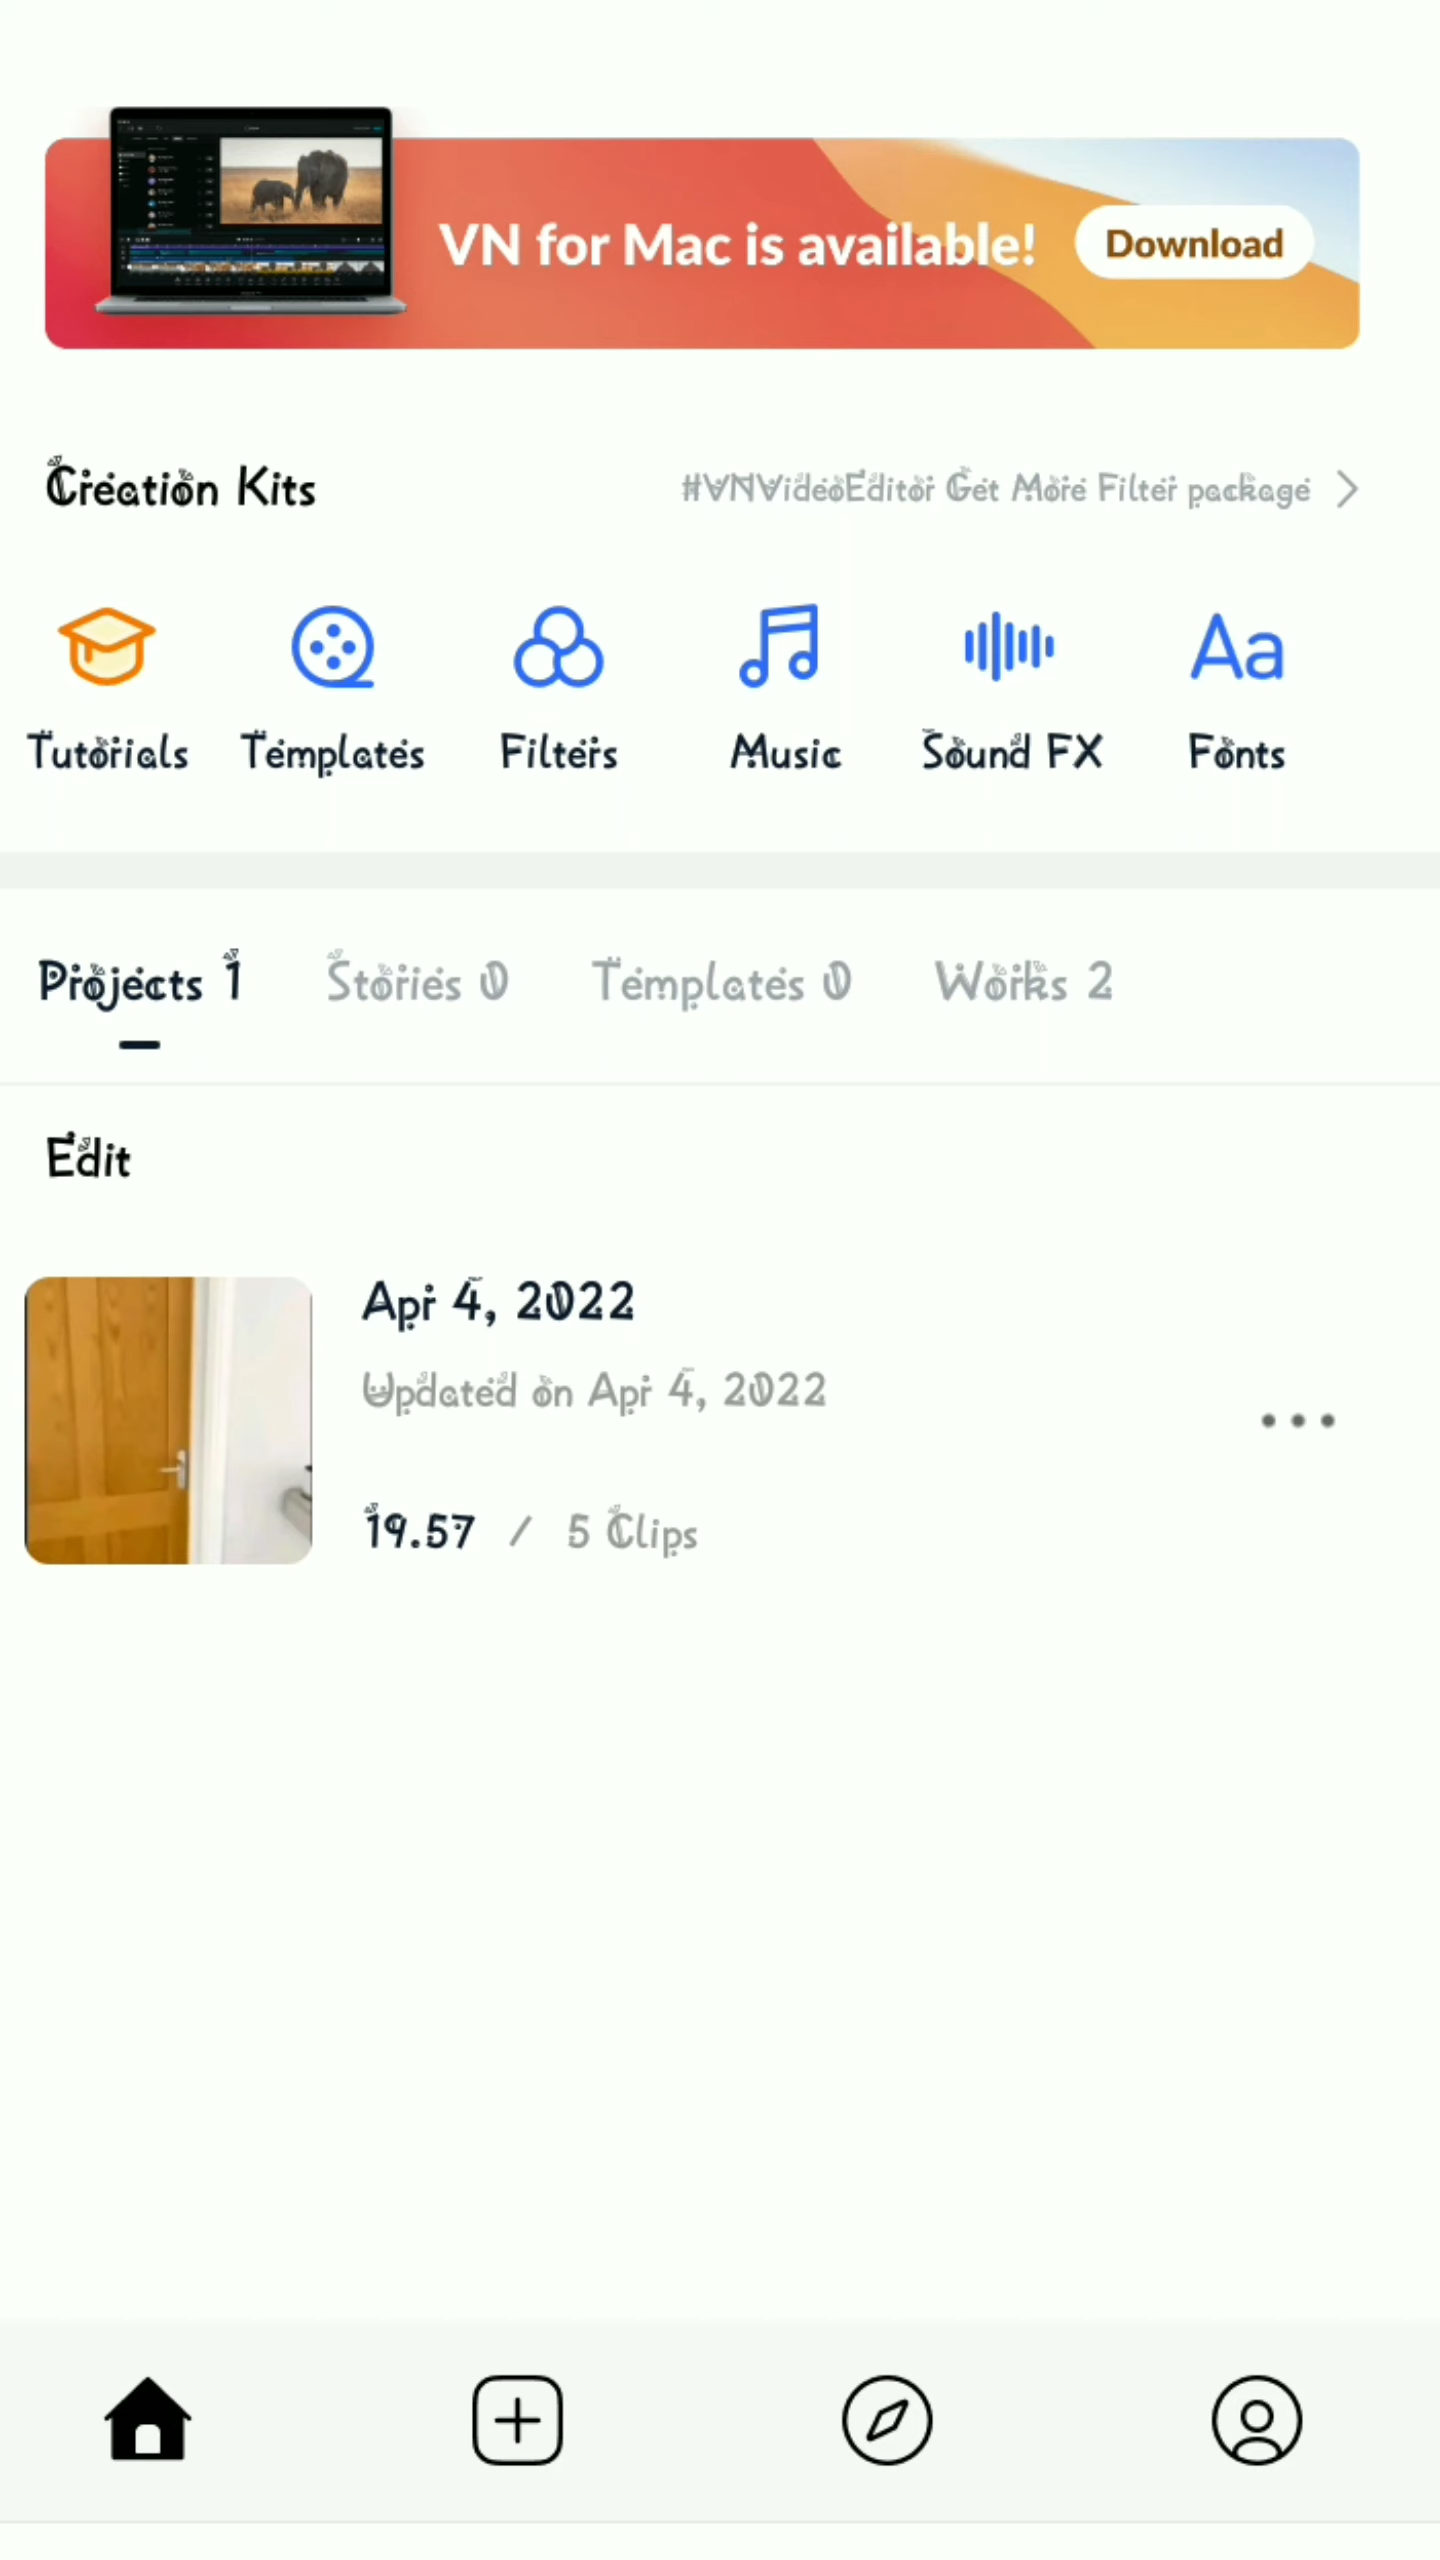 VN for Mac is available! Download
Creation Kits #VNVideoEditor Get More Filter package
Aa
Tutorials Templates Filters Music Sound FX Fonts
Projects 1 Stories 0 Templates 0 Works 2
Edit
Apr 4, 2022
Updated on Apr 4, 2022
19.57 / 5 Clips